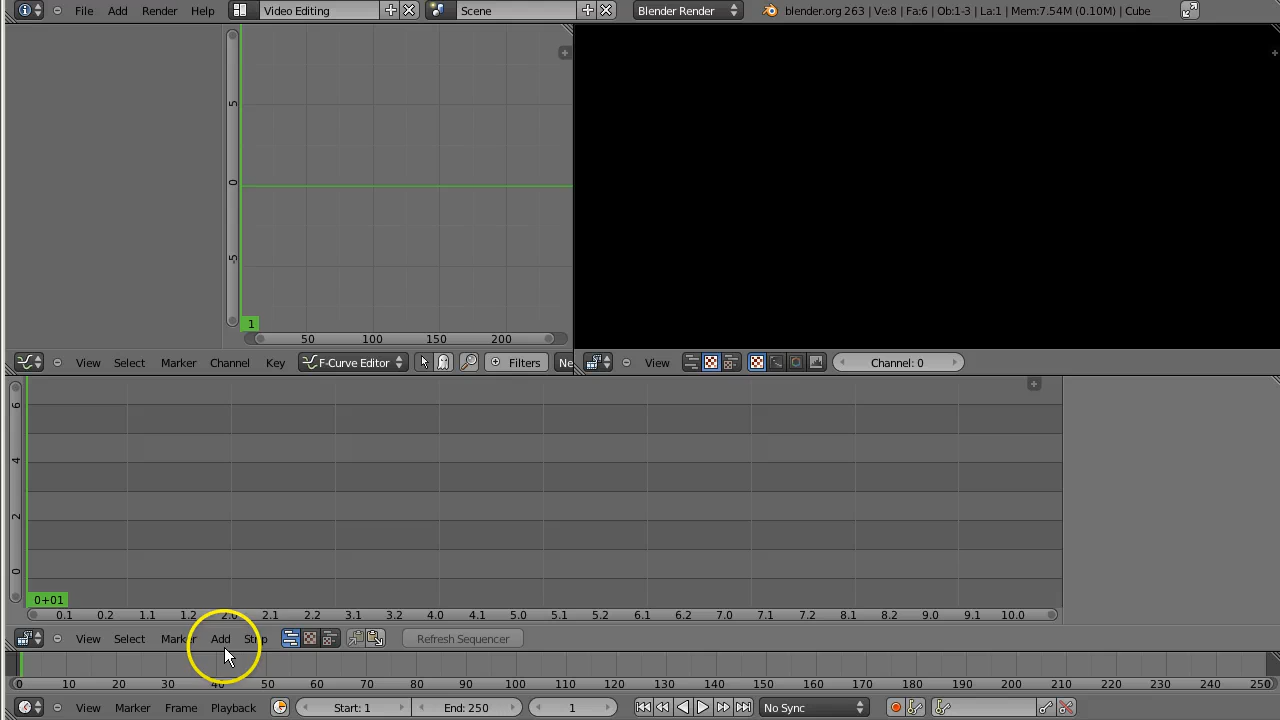 File Add Render Help Video Editing Scene Blender Render blender.org 263 | Ve:8 | Fa:6 | Ob:1-3 | La:1 | Mem:7.54M (0.10M) | Cube
5
0
-5
1
50 100 150 200
View Select Marker Channel Key F-Curve Editor Filters Ne View Channel: 0
6
4
2
0
0+01
0.1 0.2 1.1 1.2 2.0 2.1 2.2 3.1 3.2 4.0 4.1 5.0 5.1 5.2 6.1 6.2 7.0 7.1 8.1 8.2 9.0 9.1 10.0
View Select Marker Add Strip Refresh Sequencer
0 10 20 30 40 50 60 70 80 90 100 110 120 130 140 150 160 170 180 190 200 210 220 230 240 250
View Marker Frame Playback Start: 1 End: 250 1 No Sync